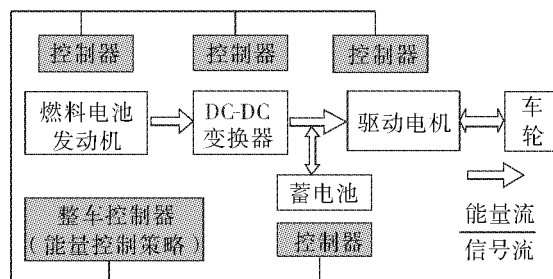 控制器
控制器
控制器
燃料电池
发动机
DC-DC
变换器
驱动电机
车
轮
蓄电池
整车控制器
(能量控制策略)
控制器
能量流
信号流